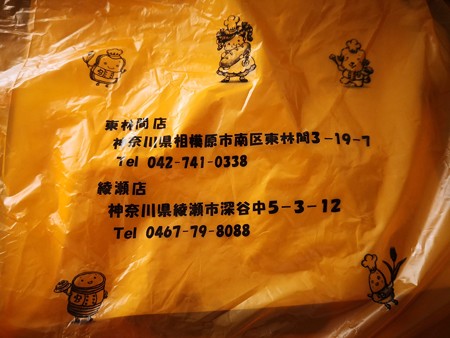 東林間店
神奈川県相模原市南区東林間3-19-7
Tel 042-741-0338
綾瀬店
神奈川県綾瀬市深谷中5-3-12
Tel 0467-79-8088